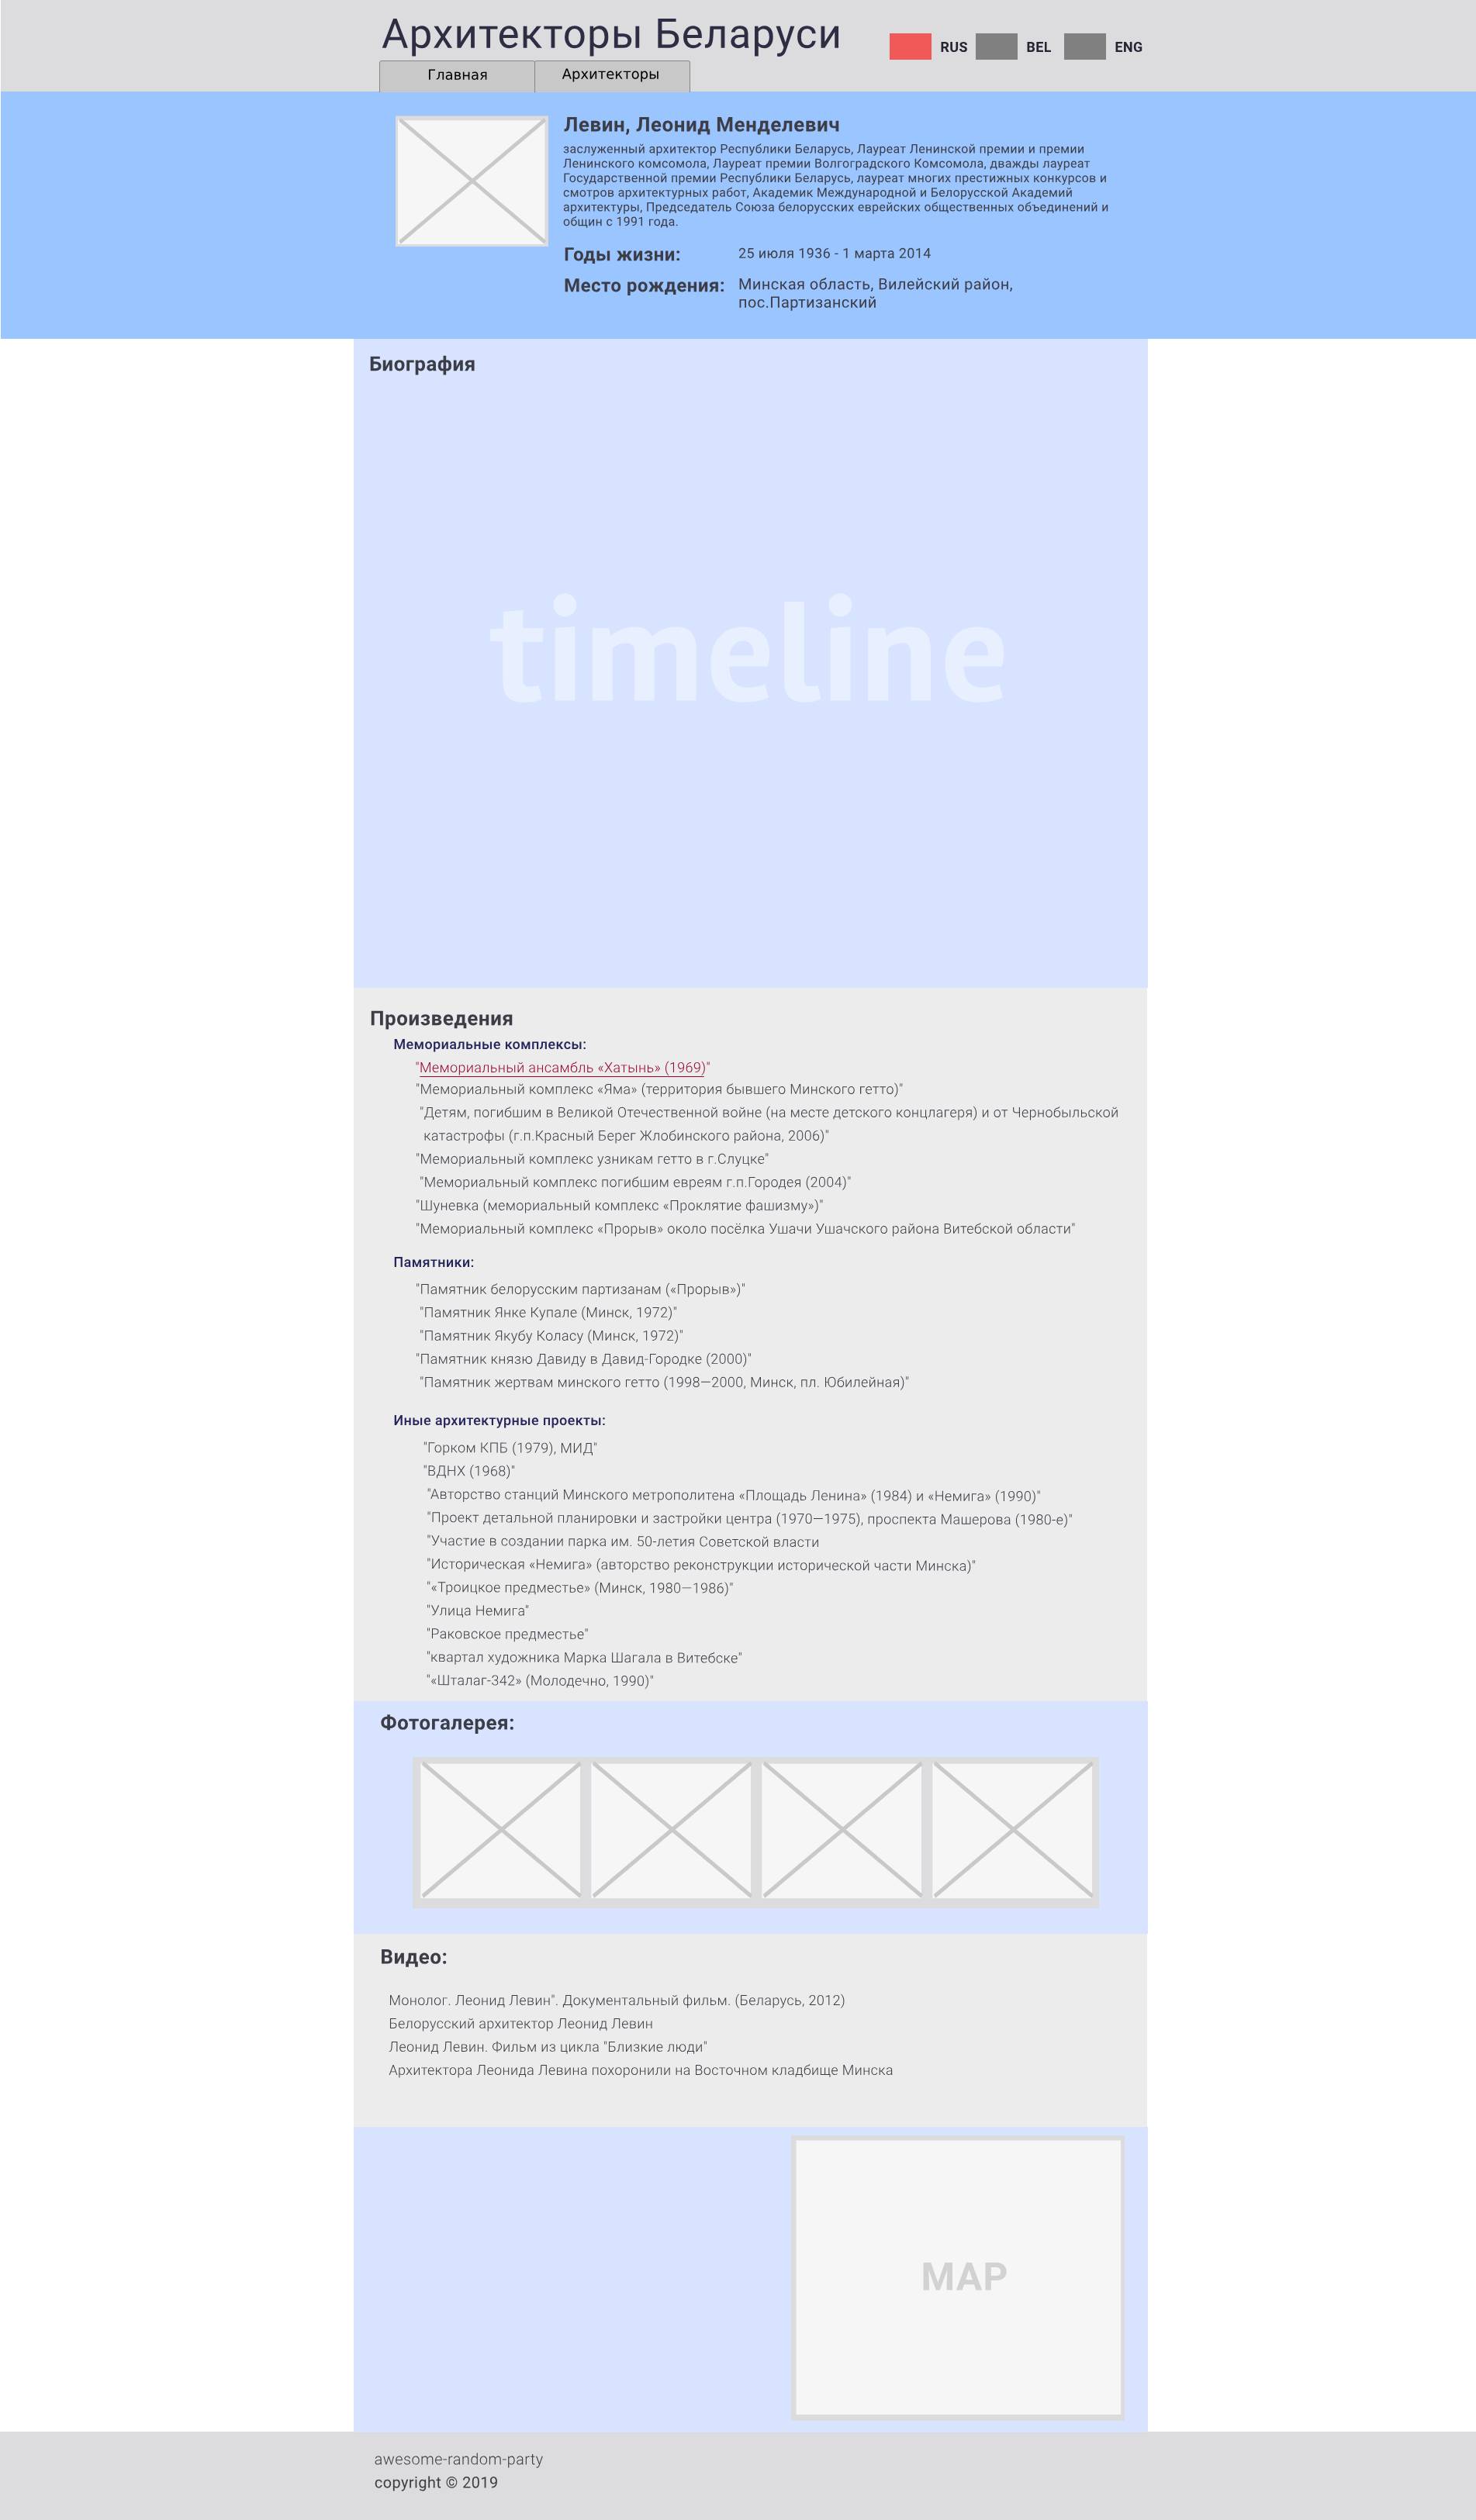 Архитекторы Беларуси
RUS BEL ENG
Главная Архитекторы
Левин, Леонид Менделевич
заслуженный архитектор Республики Беларусь, Лауреат Ленинской премии и премии
Ленинского комсомола, Лауреат премии Волгоградского Комсомола, дважды лауреат
Государственной премии Республики Беларусь, лауреат многих престижных конкурсов и
смотров архитектурных работ, Академик Международной и Белорусской Академий
архитектуры, Председатель Союза белорусских еврейских общественных объединений и
общин с 1991 года.
Годы жизни: 25 июля 1936 - 1 марта 2014
Место рождения: Минская область, Вилейский район,
пос.Партизанский
Биография
timeline
Произведения
Мемориальные комплексы:
"Мемориальный ансамбль «Хатынь» (1969)"
"Мемориальный комплекс «Яма» (территория бывшего Минского гетто)"
"Детям, погибшим в Великой Отечественной войне (на месте детского концлагеря) и от Чернобыльской
катастрофы (г.п.Красный Берег Жлобинского района, 2006)"
"Мемориальный комплекс узникам гетто в г.Слуцке"
"Мемориальный комплекс погибшим евреям г.п.Городея (2004)"
"Шуневка (мемориальный комплекс «Проклятие фашизму»)"
"Мемориальный комплекс «Прорыв» около посёлка Ушачи Ушачского района Витебской области"
Памятники:
"Памятник белорусским партизанам («Прорыв»)"
"Памятник Янке Купале (Минск, 1972)"
"Памятник Якубу Коласу (Минск, 1972)"
"Памятник князю Давиду в Давид-Городке (2000)"
"Памятник жертвам минского гетто (1998—2000, Минск, пл. Юбилейная)"
Иные архитектурные проекты:
"Горком КПБ (1979), МИД"
"ВДНХ (1968)"
"Авторство станций Минского метрополитена «Площадь Ленина» (1984) и «Немига» (1990)"
"Проект детальной планировки и застройки центра (1970—1975), проспекта Машерова (1980-е)"
"Участие в создании парка им. 50-летия Советской власти
"Историческая «Немига» (авторство реконструкции исторической части Минска)"
"«Троицкое предместье» (Минск, 1980—1986)"
"Улица Немига"
"Раковское предместье"
"квартал художника Марка Шагала в Витебске"
"«Шталаг-342» (Молодечно, 1990)"
Фотогалерея:
Видео:
Монолог. Леонид Левин". Документальный фильм. (Беларусь, 2012)
Белорусский архитектор Леонид Левин
Леонид Левин. Фильм из цикла "Близкие люди"
Архитектора Леонида Левина похоронили на Восточном кладбище Минска
MAP
awesome-random-party
copyright © 2019